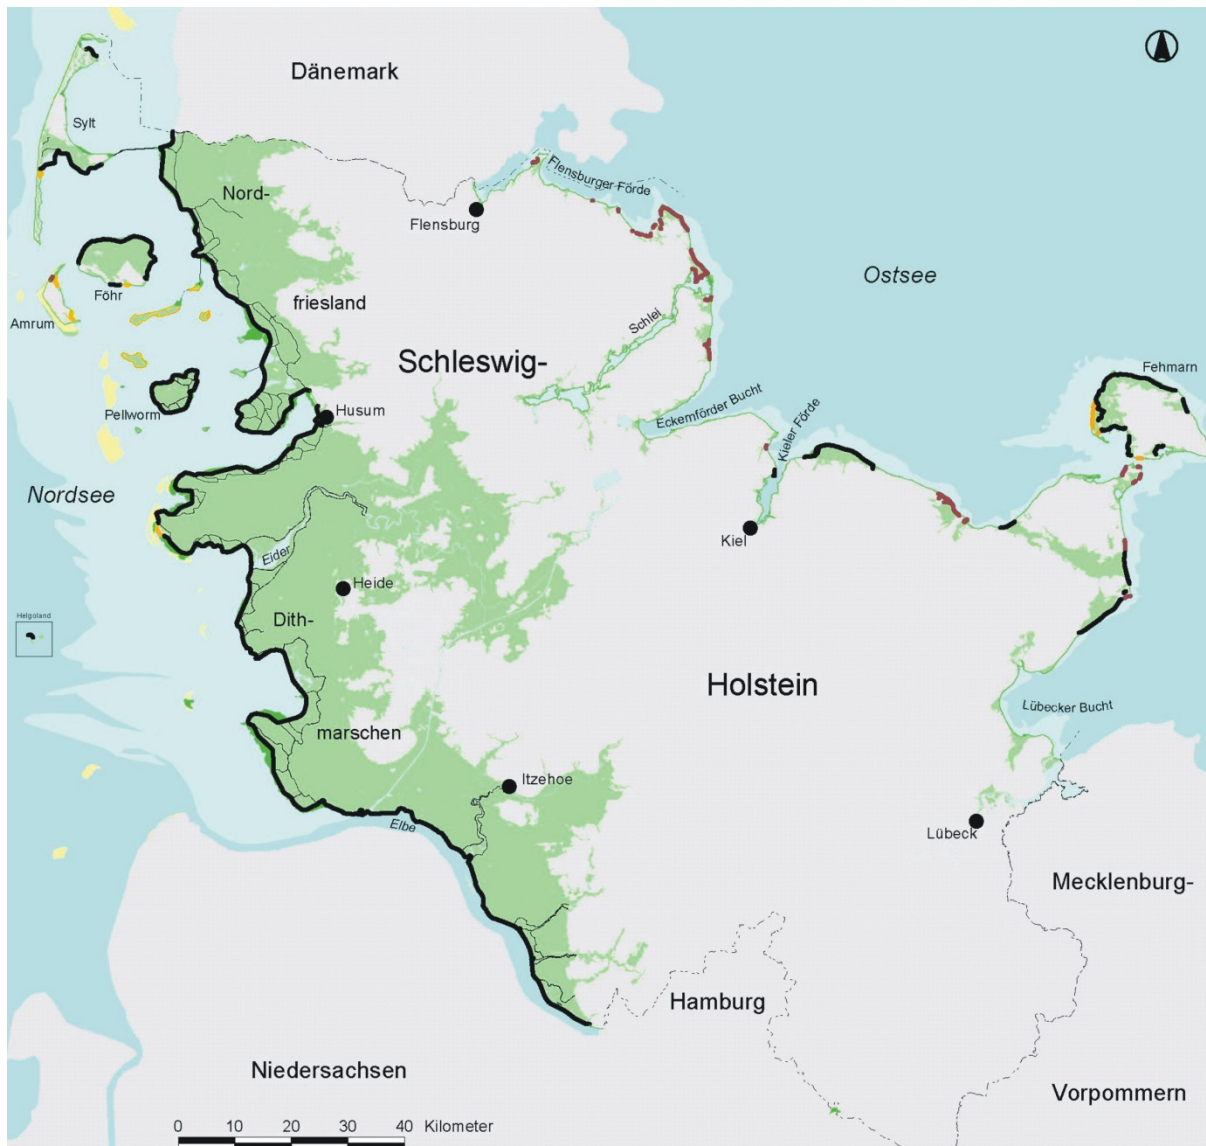 Dänemark
Sylt
Flensburger Förde
Nord-
Flensburg
Ostsee
Föhr
friesland
Amrum
Schlei
Schleswig-
Fehmarn
Pellworm
Husum
Eckernförder Bucht
Kieler Förde
Nordsee
Kiel
Eider
Heide
Helgoland
Dith-
Holstein
Lübecker Bucht
marschen
Itzehoe
Elbe
Lübeck
Mecklenburg-
Hamburg
Niedersachsen
Vorpommern
0 10 20 30 40 Kilometer